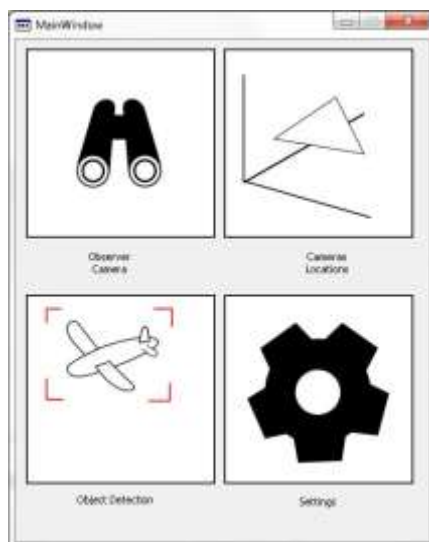 MainWindow
Observer
Camera
Cameras
Locations
Object Detection
Settings